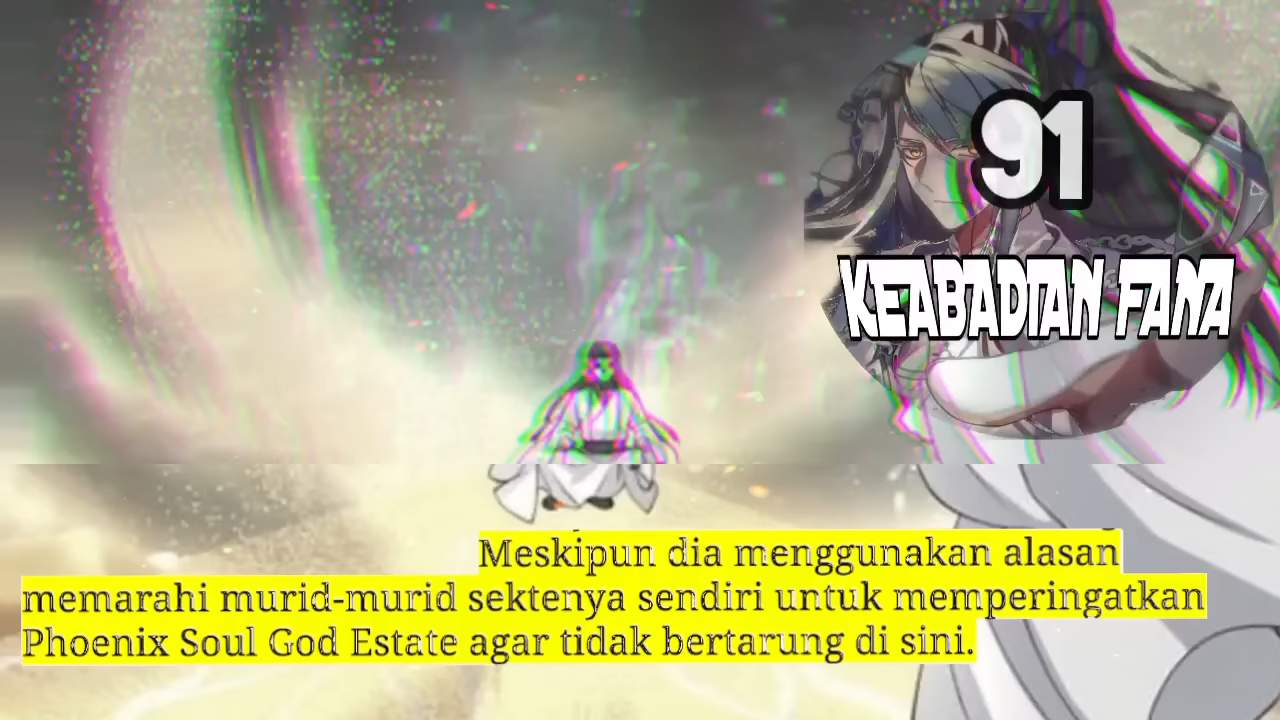 91
KEABADIAN FANA
Meskipun dia menggunakan alasan
memarahi murid-murid sektenya sendiri untuk memperingatkan
Phoenix Soul God Estate agar tidak bertarung di sini.